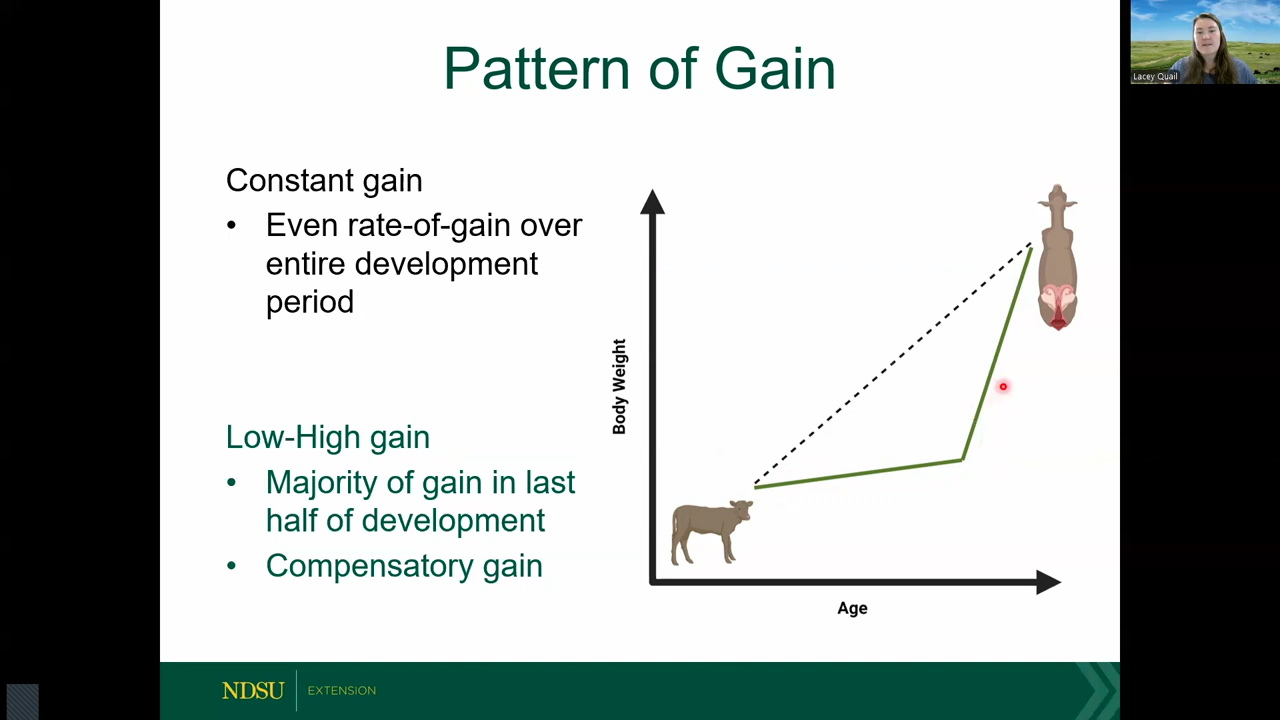 Pattern of Gain
Lacey Quail
Constant gain
• Even rate-of-gain over
entire development
period
Low-High gain
• Majority of gain in last
half of development
• Compensatory gain
Body Weight
Age
NDSU
EXTENSION